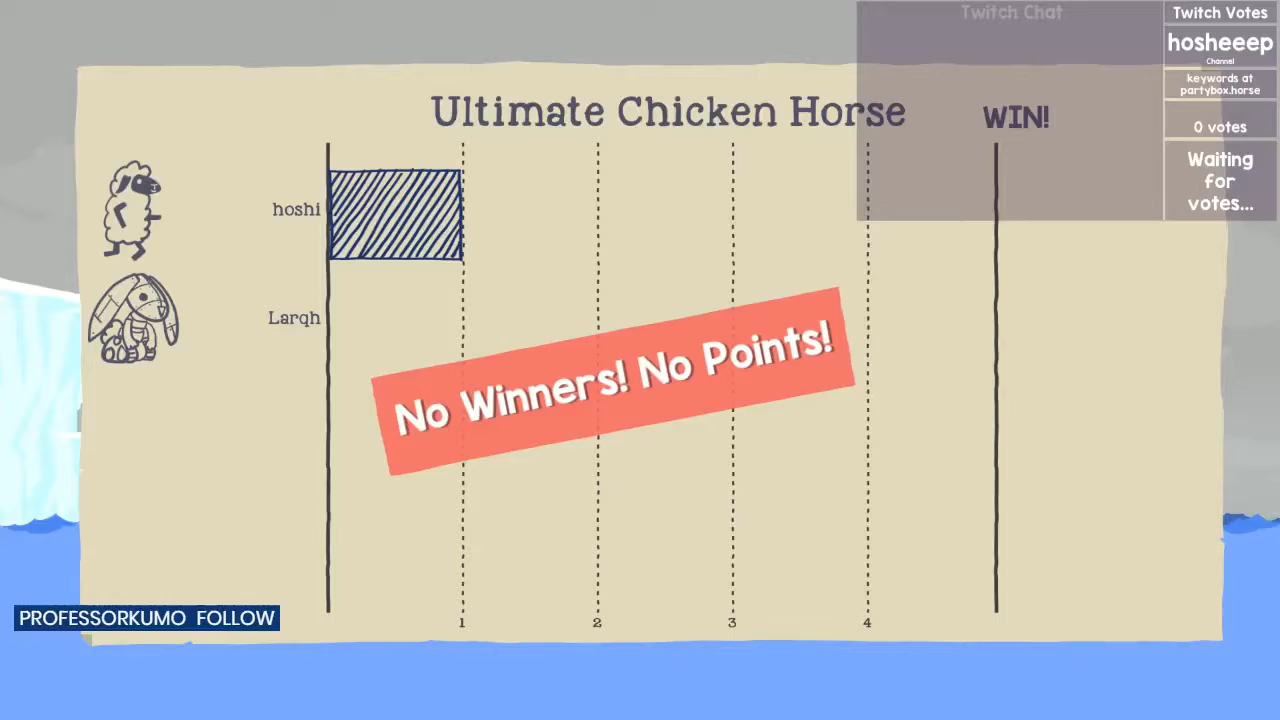 Twitch Chat
Twitch Votes
hosheeep
Channel
keywords at
partybox.horse
0 votes
Waiting
for
votes...
Ultimate Chicken Horse
WIN!
hoshi
Larqh
No Winners! No Points!
1
2
3
4
PROFESSORKUMO FOLLOW